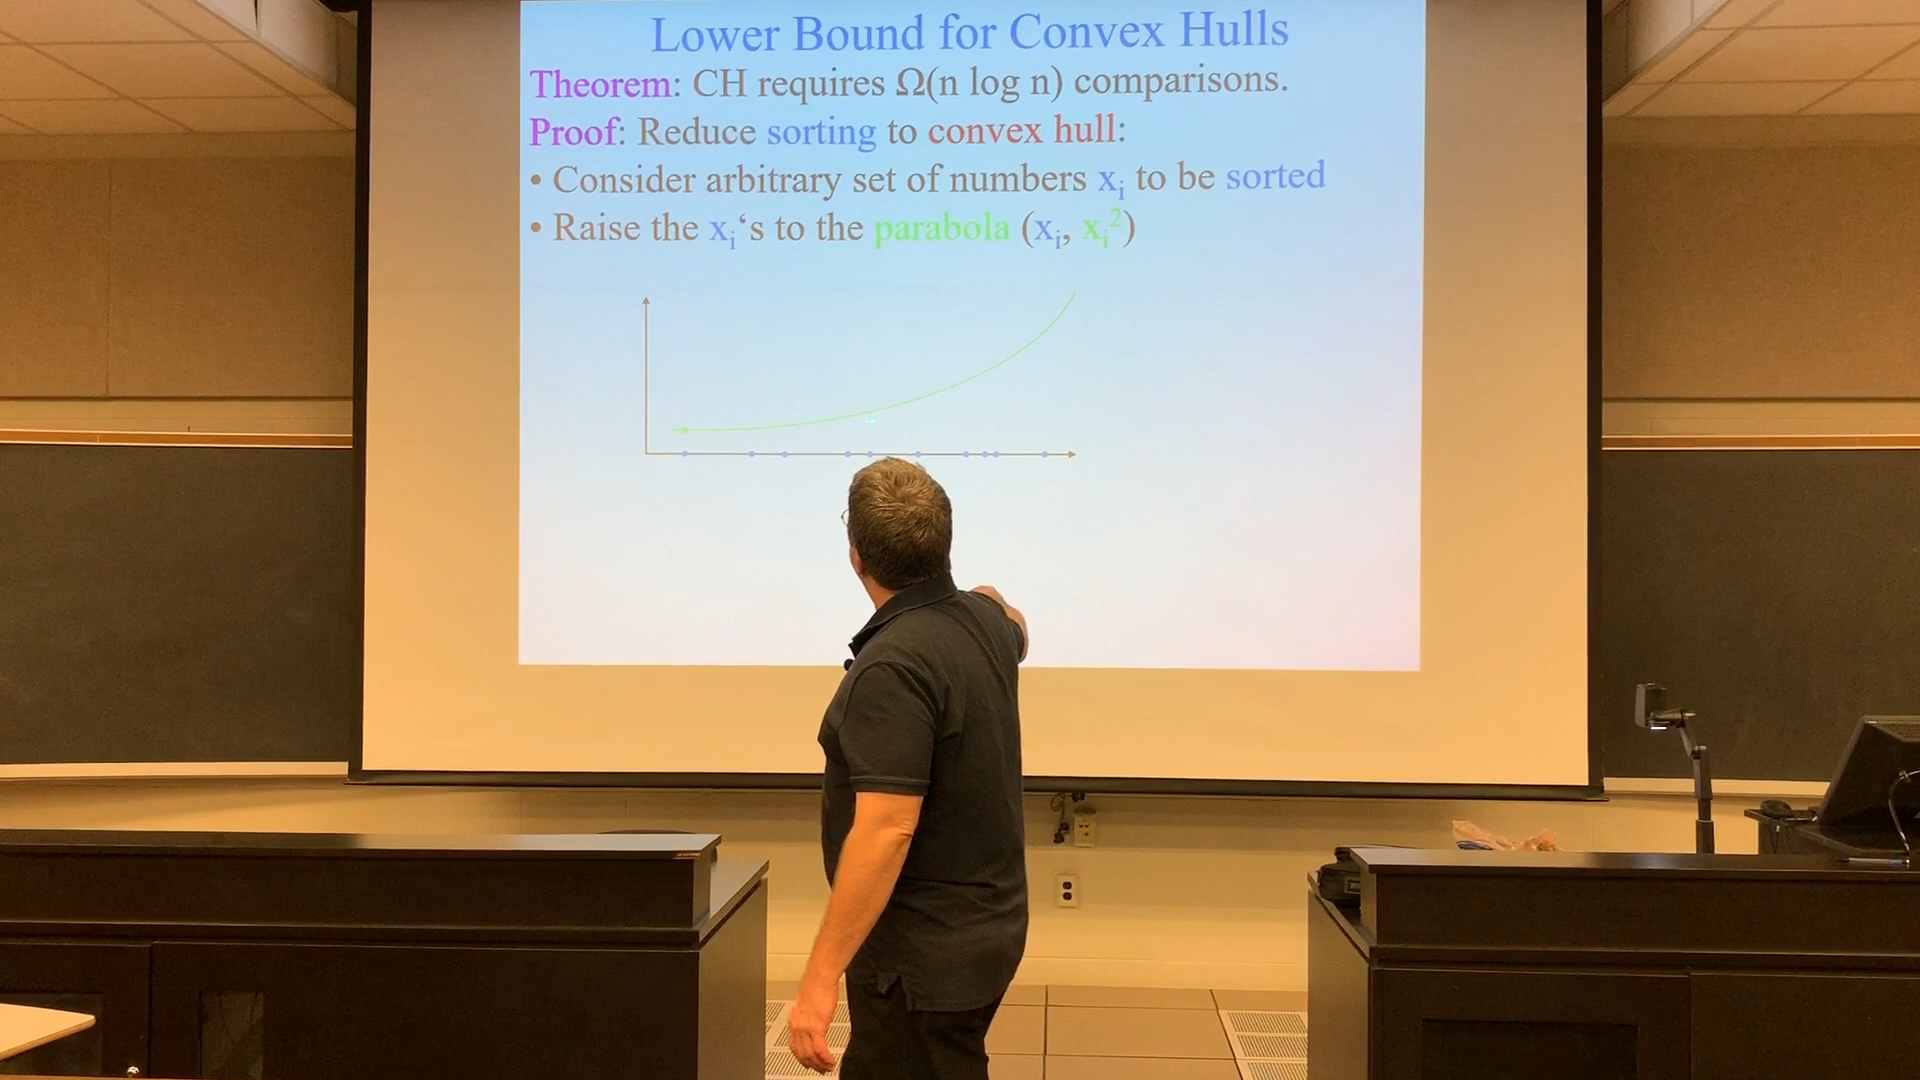 Lower Bound for Convex Hulls
Theorem: CH requires Ω(n log n) comparisons.
Proof: Reduce sorting to convex hull:
• Consider arbitrary set of numbers xᵢ to be sorted
• Raise the xᵢ‘s to the parabola (xᵢ, xᵢ²)